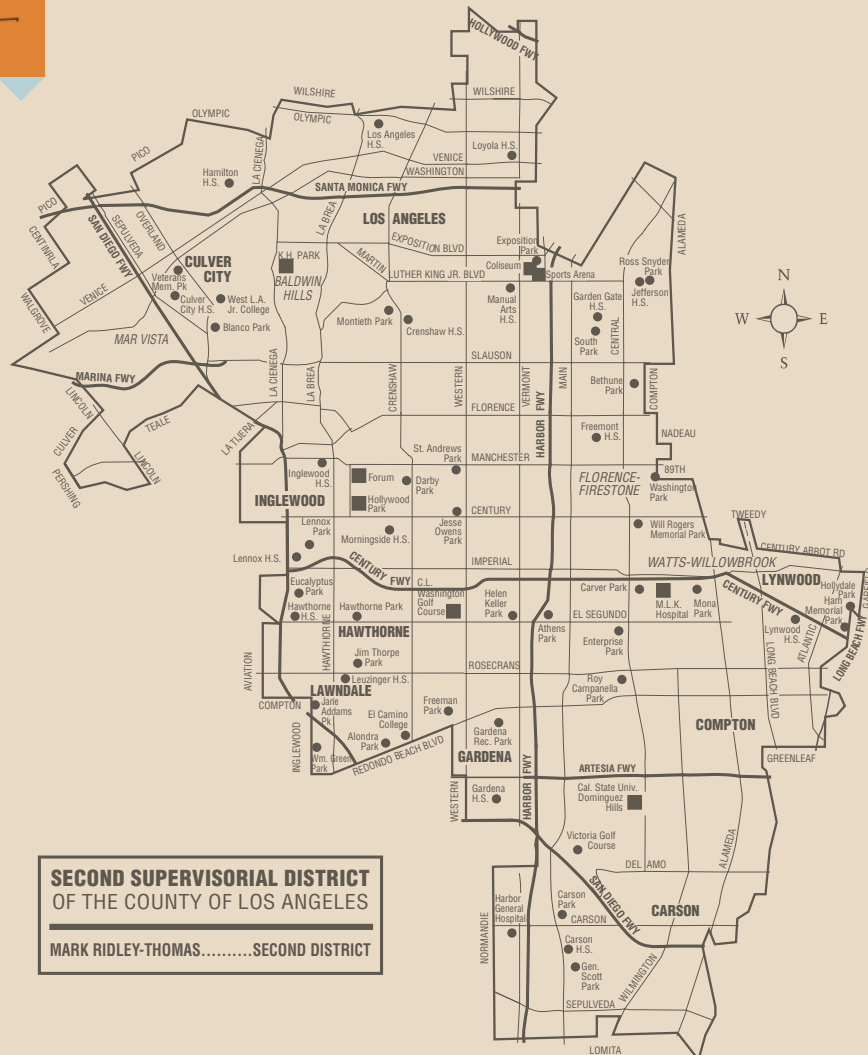 HOLLYWOOD FWY
WILSHIRE
WILSHIRE
OLYMPIC
OLYMPIC
Los Angeles
H.S.
Loyola H.S.
PICO
LA CIENEGA
VENICE
WASHINGTON
Hamilton
H.S.
SANTA MONICA FWY
PICO
SAN DIEGO FWY
SEPULVEDA
OVERLAND
LA BREA
LOS ANGELES
ALAMEDA
CENTINRLA
EXPOSITION BLVD
Exposition
Park
CULVER
CITY
K.H. PARK
MARTIN
LUTHER KING JR. BLVD
Coliseum
Sports Arena
Ross Snyder
Park
Veterans
Mem. Pk
BALDWIN
HILLS
Jefferson
H.S.
WALGROVE
VENICE
Culver
City H.S.
West L.A.
Jr. College
Manual
Arts
H.S.
Garden Gate
H.S.
N
W
E
S
Blanco Park
Montieth Park
Crenshaw H.S.
South
Park
CENTRAL
MAR VISTA
SLAUSON
MARINA FWY
LA CIENEGA
LA BREA
CRENSHAW
WESTERN
VERMONT
HARBOR FWY
MAIN
Bethune
Park
COMPTON
LINCOLN
FLORENCE
TEALE
CULVER
LA TIJERA
Freemont
H.S.
NADEAU
LINCOLN
PERSHING
St. Andrews
Park
MANCHESTER
Inglewood
H.S.
Forum
Darby
Park
FLORENCE-
FIRESTONE
89TH
Washington
Park
INGLEWOOD
Hollywood
Park
CENTURY
Lennox
Park
Morningside H.S.
Jesse
Owens
Park
Will Rogers
Memorial Park
TWEEDY
CENTURY ABBOT RD
Lennox H.S.
CENTURY FWY
IMPERIAL
WATTS-WILLOWBROOK
LYNWOOD
Eucalyptus
Park
C.L.
Washington
Golf
Course
Helen
Keller
Park
Carver Park
M.L.K.
Hospital
Mona
Park
CENTURY FWY
Hollydale
Park
Ham
Memorial
Park
Hawthorne
H.S.
Hawthorne Park
EL SEGUNDO
Lynwood
H.S.
ATLANTIC
LONG BEACH FWY
HAWTHORNE
HAWTHORNE
Athens
Park
Enterprise
Park
LONG BEACH BLVD
AVIATION
Jim Thorpe
Park
ROSECRANS
Leuzinger H.S.
Roy
Campanella
Park
LAWNDALE
COMPTON
Jane
Addams
Pk
El Camino
College
Freeman
Park
COMPTON
INGLEWOOD
Alondra
Park
Gardena
Rec. Park
Wm. Green
Park
REDONDO BEACH BLVD
GARDENA
GREENLEAF
ARTESIA FWY
WESTERN
Gardena
H.S.
HARBOR FWY
Cal. State Univ.
Dominguez
Hills
Victoria Golf
Course
DEL AMO
ALAMEDA
SECOND SUPERVISORIAL DISTRICT
OF THE COUNTY OF LOS ANGELES
MARK RIDLEY-THOMAS..........SECOND DISTRICT
SAN DIEGO FWY
Harbor
General
Hospital
Carson
Park
CARSON
CARSON
NORMANDIE
Carson
H.S.
Gen.
Scott
Park
WILMINGTON
SEPULVEDA
LOMITA